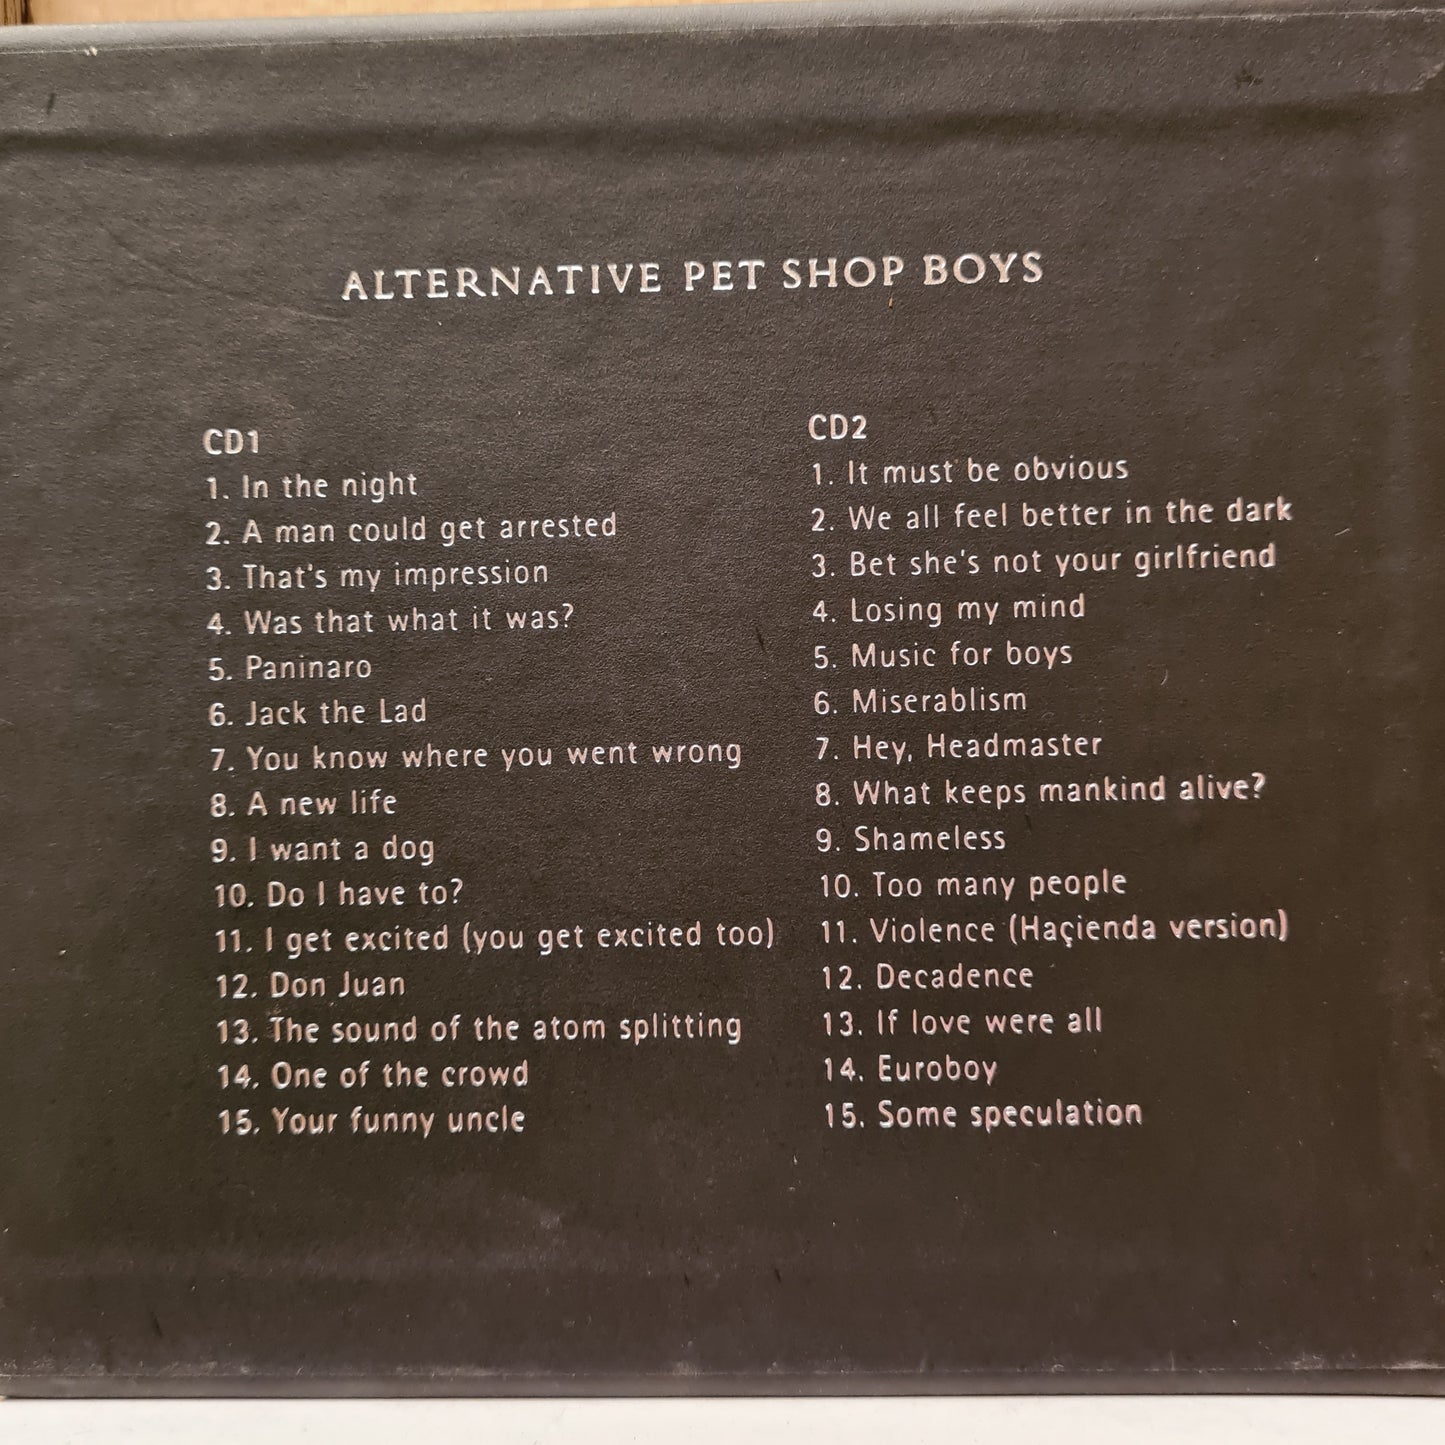 ALTERNATIVE PET SHOP BOYS
CD1
1. In the night
2. A man could get arrested
3. That's my impression
4. Was that what it was?
5. Paninaro
6. Jack the Lad
7. You know where you went wrong
8. A new life
9. I want a dog
10. Do I have to?
11. I get excited (you get excited too)
12. Don Juan
13. The sound of the atom splitting
14. One of the crowd
15. Your funny uncle
CD2
1. It must be obvious
2. We all feel better in the dark
3. Bet she's not your girlfriend
4. Losing my mind
5. Music for boys
6. Miserablism
7. Hey, Headmaster
8. What keeps mankind alive?
9. Shameless
10. Too many people
11. Violence (Haçienda version)
12. Decadence
13. If love were all
14. Euroboy
15. Some speculation